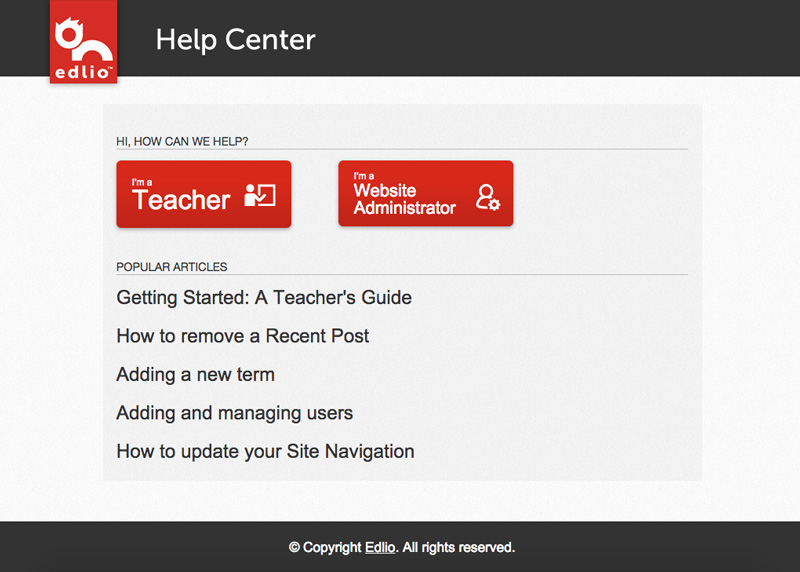 edlio™
Help Center
HI, HOW CAN WE HELP?
I'm a
Teacher
I'm a
Website
Administrator
POPULAR ARTICLES
Getting Started: A Teacher's Guide
How to remove a Recent Post
Adding a new term
Adding and managing users
How to update your Site Navigation
© Copyright Edlio. All rights reserved.